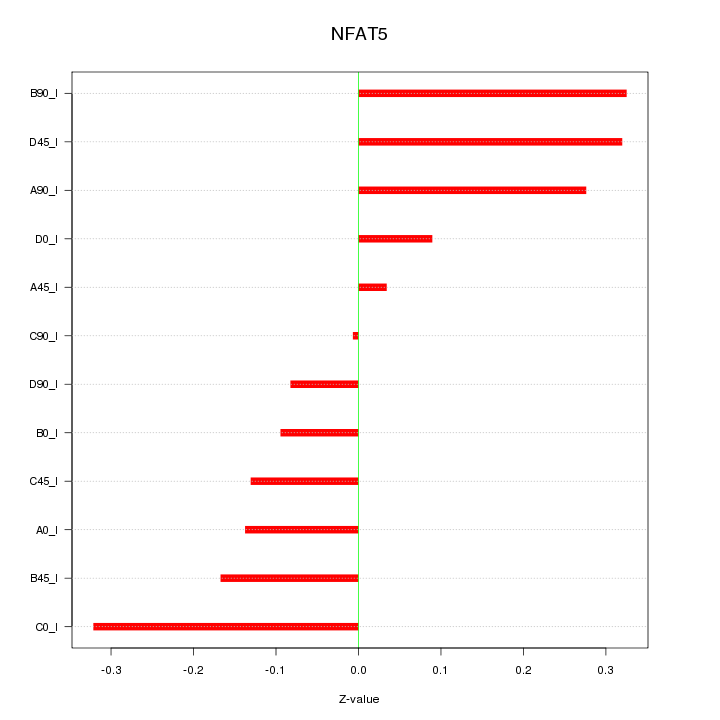 NFAT5
B90_I
D45_I
A90_I
D0_I
A45_I
C90_I
D90_I
B0_I
C45_I
A0_I
B45_I
C0_I
-0.3 -0.2 -0.1 0.0 0.1 0.2 0.3
Z-value